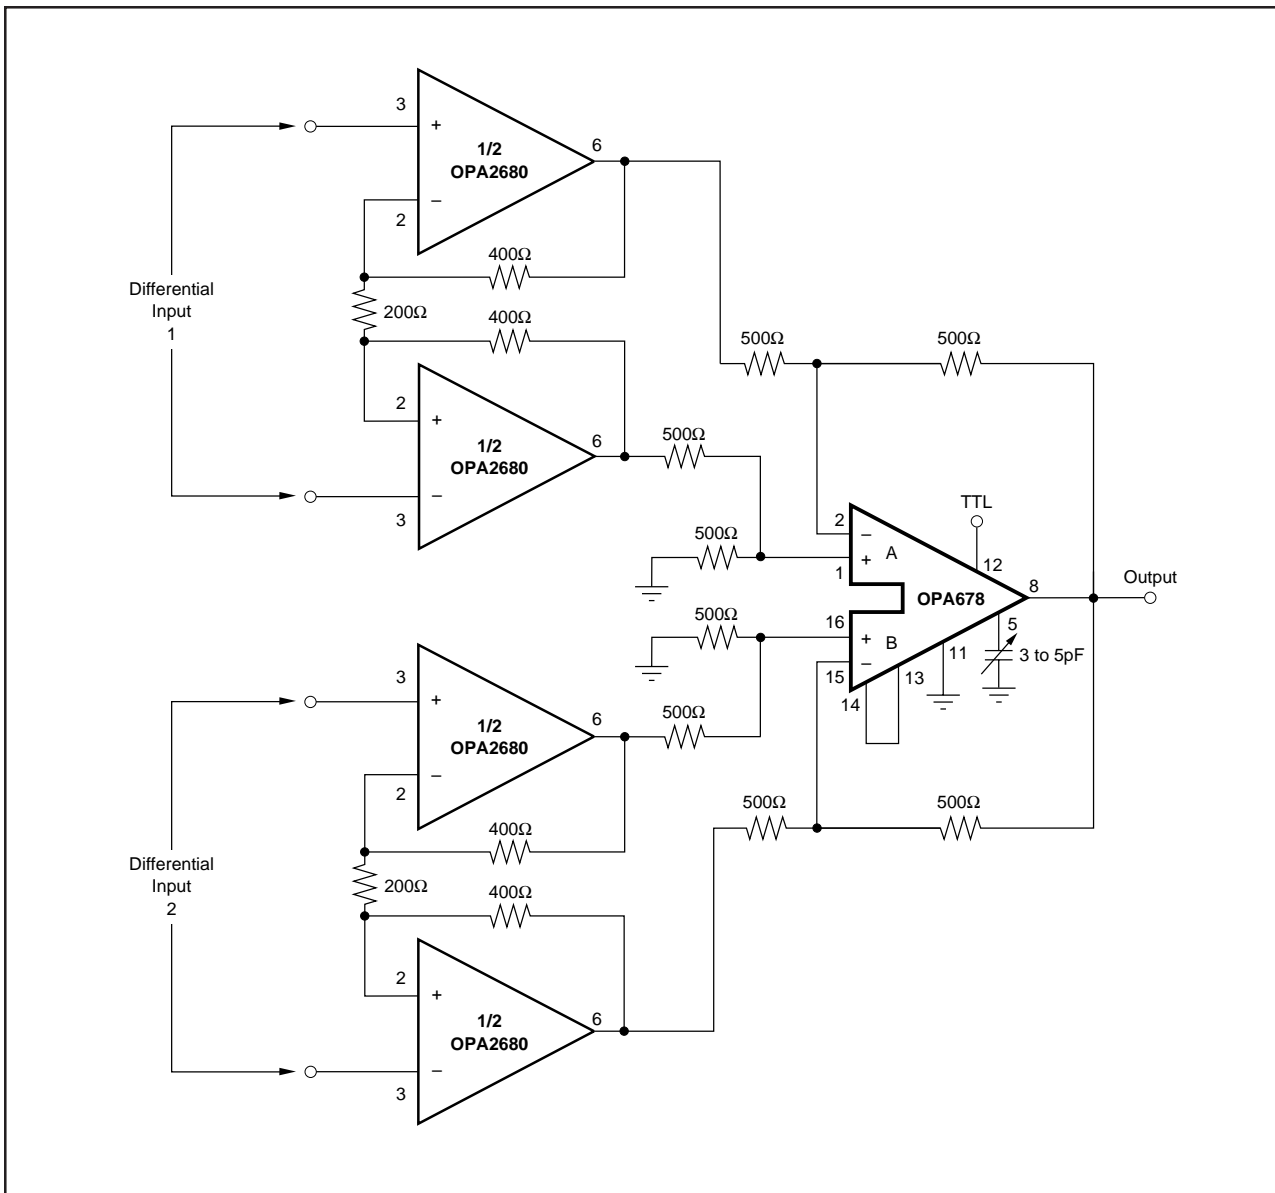 3
+
1/2
OPA2680
6
–
2
400Ω
200Ω
400Ω
Differential
Input
1
2
+
1/2
OPA2680
6
–
3
500Ω
500Ω
500Ω
500Ω
TTL
2
–
A
+
1
12
OPA678
8
Output
500Ω
16
+
B
–
15
14
13
11
5
3 to 5pF
3
+
1/2
OPA2680
6
–
2
500Ω
400Ω
200Ω
400Ω
Differential
Input
2
500Ω
500Ω
2
+
1/2
OPA2680
6
–
3